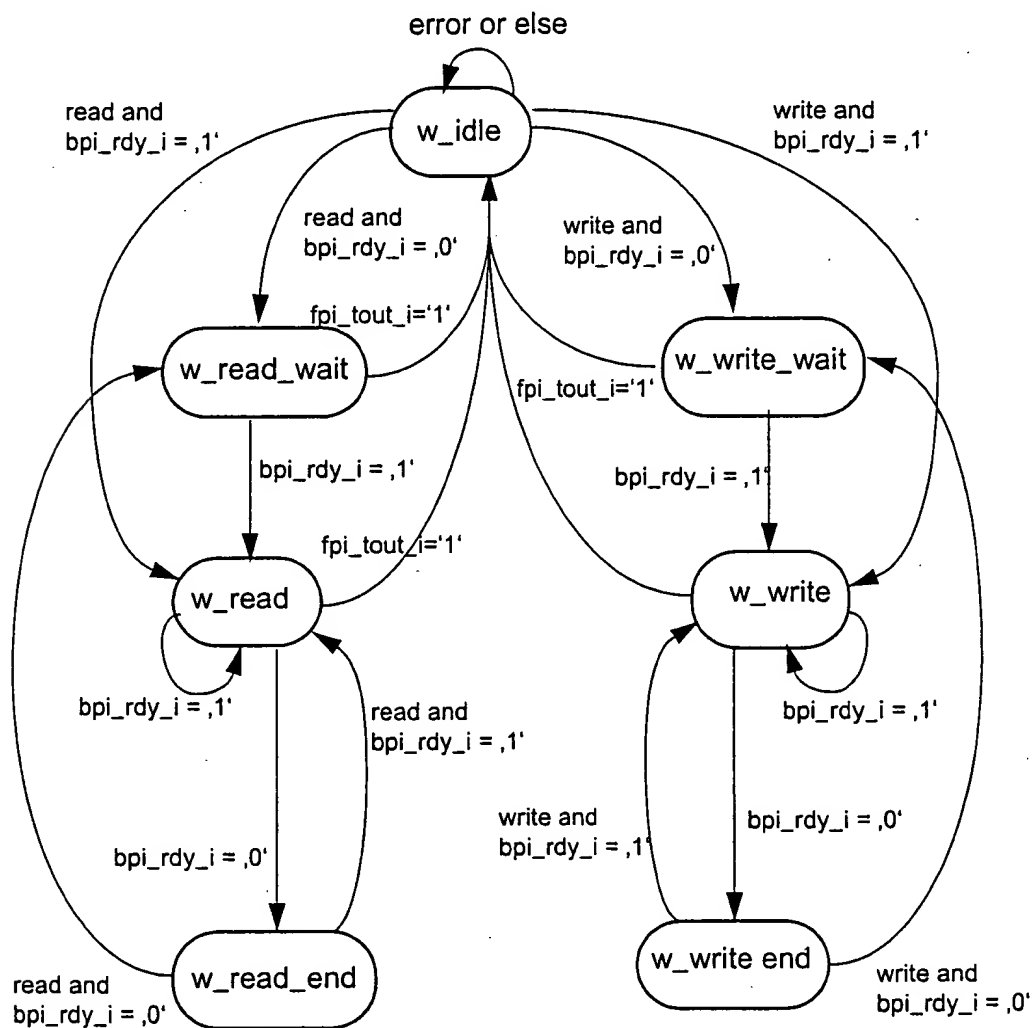 error or else
w_idle
read and
bpi_rdy_i = ,1‘
write and
bpi_rdy_i = ,1‘
read and
bpi_rdy_i = ,0‘
write and
bpi_rdy_i = ,0‘
fpi_tout_i=‘1‘
w_read_wait
w_write_wait
fpi_tout_i=‘1‘
bpi_rdy_i = ,1‘
bpi_rdy_i = ,1‘
fpi_tout_i=‘1‘
w_read
w_write
bpi_rdy_i = ,1‘
bpi_rdy_i = ,1‘
read and
bpi_rdy_i = ,1‘
write and
bpi_rdy_i = ,1‘
bpi_rdy_i = ,0‘
bpi_rdy_i = ,0‘
w_read_end
w_write end
read and
bpi_rdy_i = ,0‘
write and
bpi_rdy_i = ,0‘